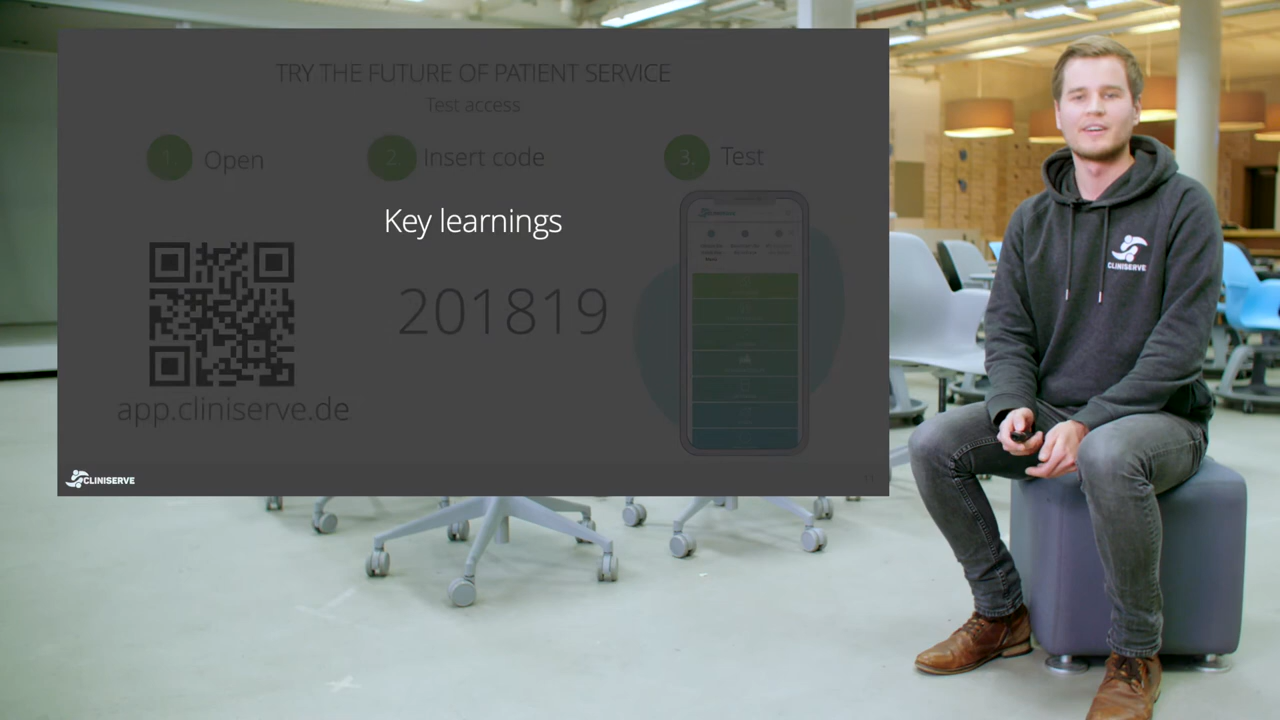 TRY THE FUTURE OF PATIENT SERVICE
Test access
1. Open
2. Insert code
3. Test
Key learnings
201819
app.cliniserve.de
CLINISERVE
CLINISERVE